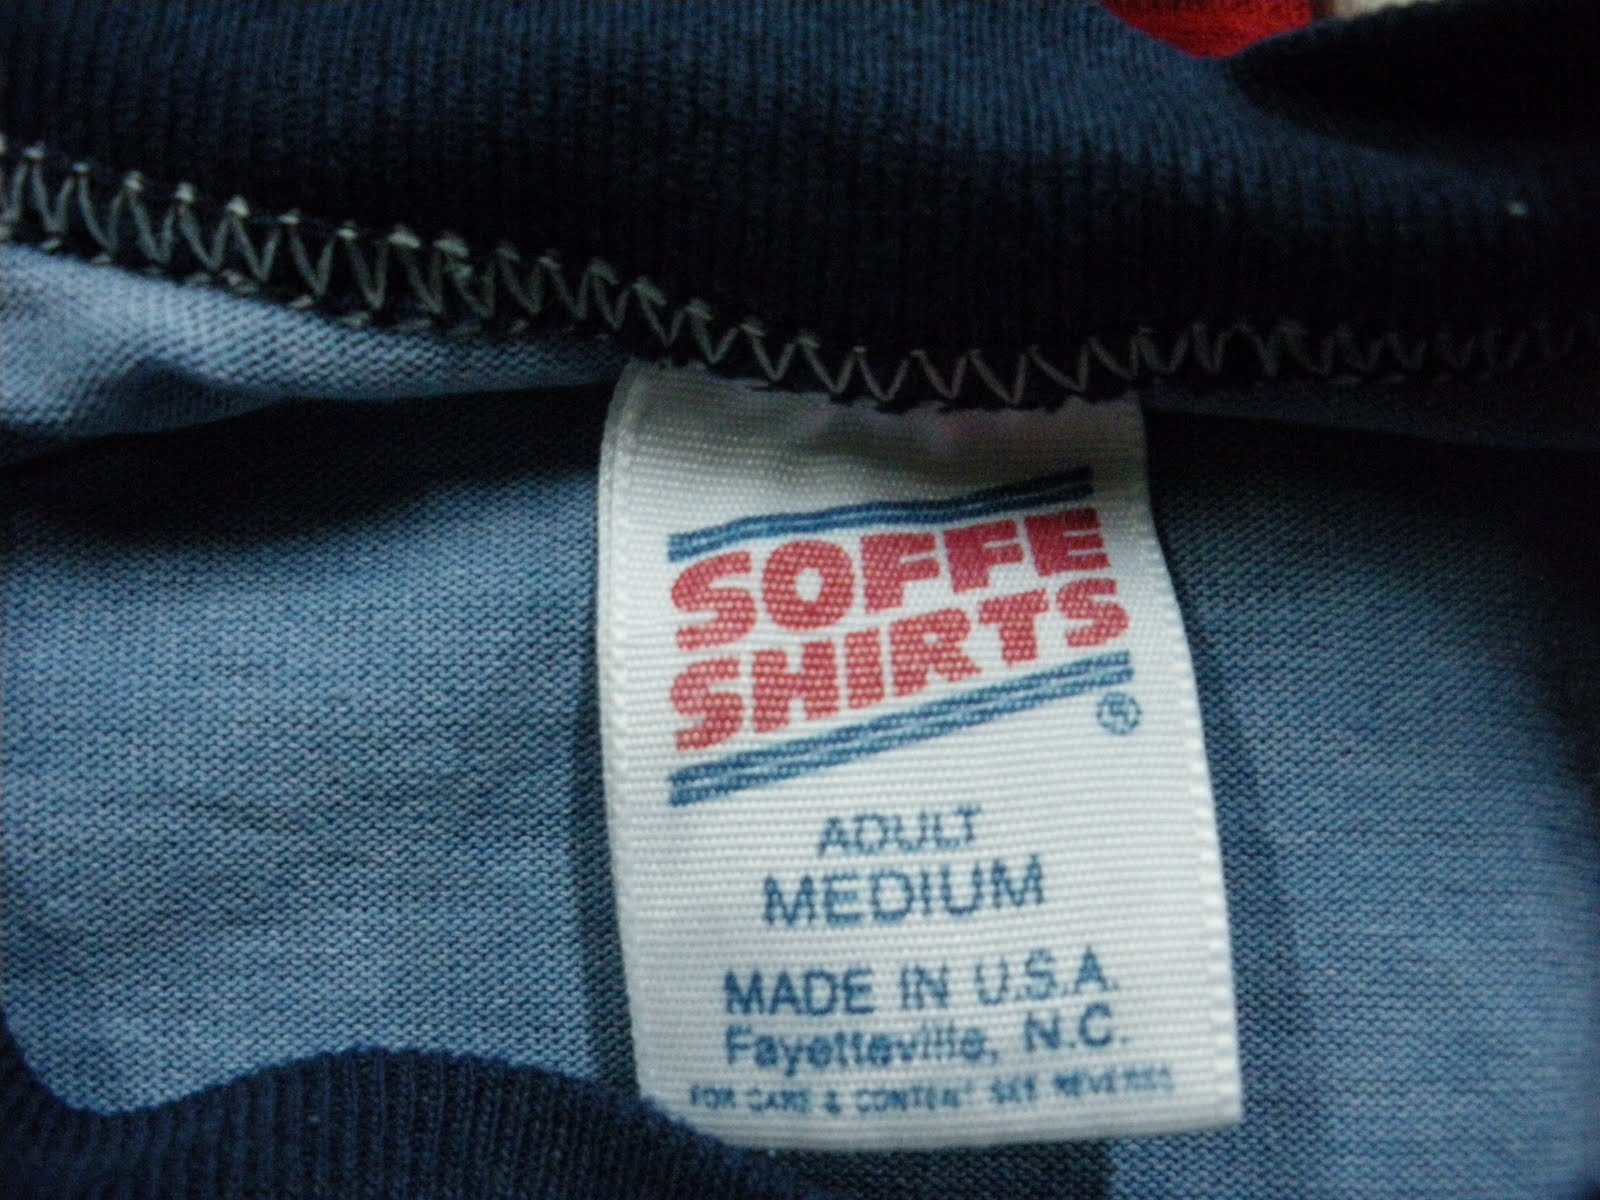 SOFFE
SHIRTS
®
ADULT
MEDIUM
MADE IN U.S.A.
Fayetteville, N.C.
FOR CARE & CONTENT SEE REVERSE